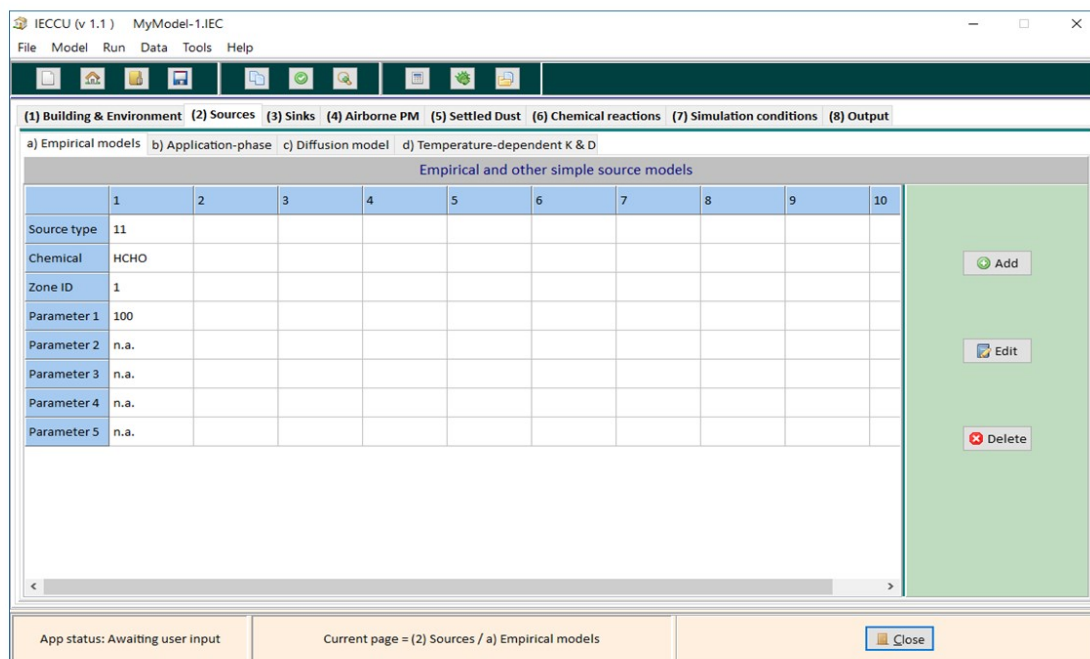 IECCU (v 1.1 ) MyModel-1.IEC
File Model Run Data Tools Help
(1) Building & Environment (2) Sources (3) Sinks (4) Airborne PM (5) Settled Dust (6) Chemical reactions (7) Simulation conditions (8) Output
a) Empirical models b) Application-phase c) Diffusion model d) Temperature-dependent K & D
Empirical and other simple source models
1 2 3 4 5 6 7 8 9 10
Source type 11
Chemical HCHO
Zone ID 1
Parameter 1 100
Parameter 2 n.a.
Parameter 3 n.a.
Parameter 4 n.a.
Parameter 5 n.a.
Add
Edit
Delete
App status: Awaiting user input Current page = (2) Sources / a) Empirical models Close